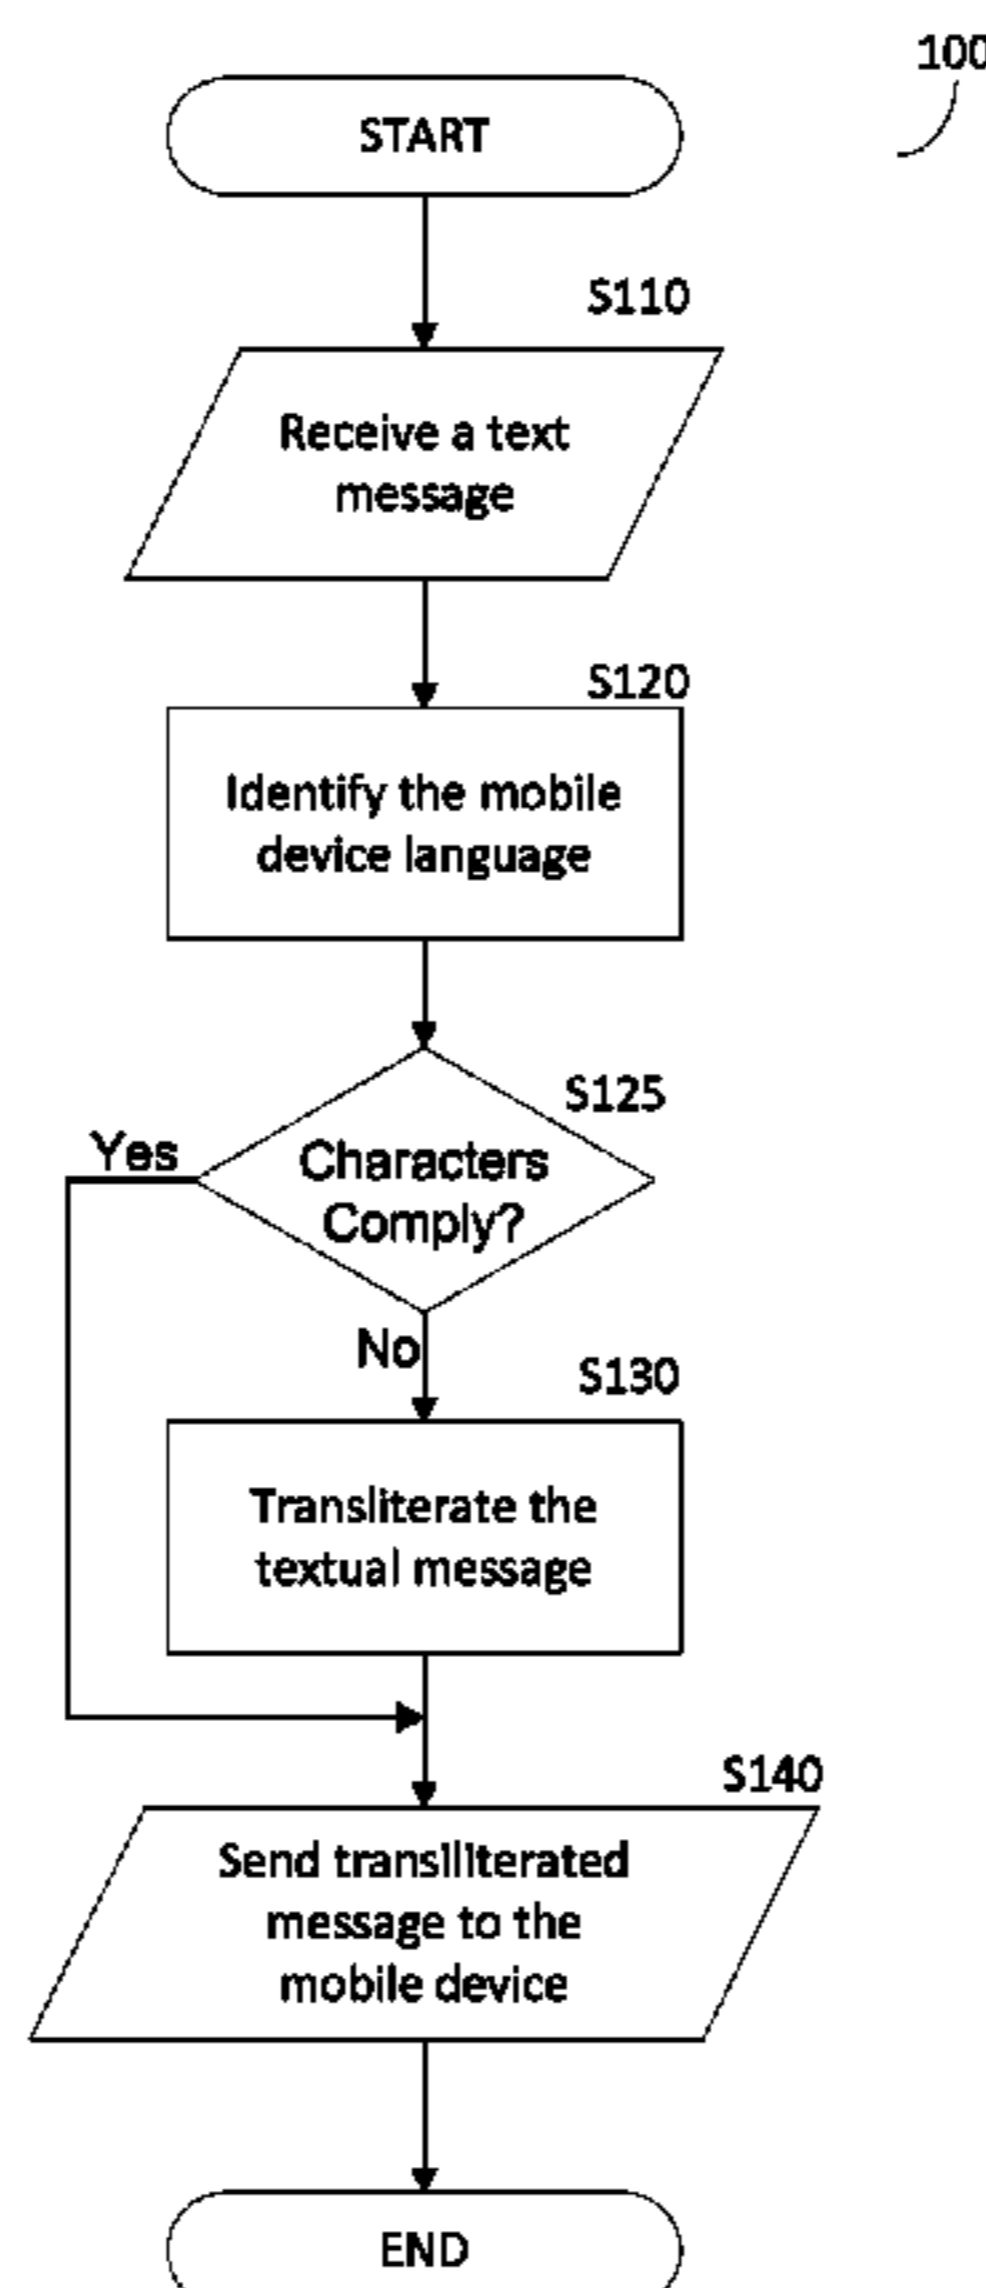 100
START
S110
Receive a text
message
S120
Identify the mobile
device language
S125
Yes
Characters
Comply?
No
S130
Transliterate the
textual message
S140
Send transliterated
message to the
mobile device
END